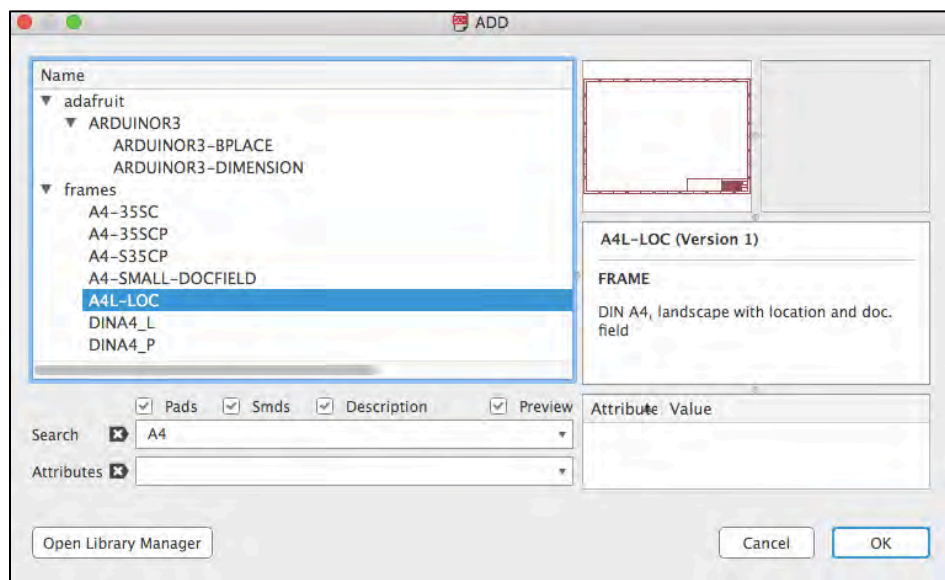 ADD
Name
adafruit
ARDUINOR3
ARDUINOR3-BPLACE
ARDUINOR3-DIMENSION
frames
A4-35SC
A4-35SCP
A4-S35CP
A4-SMALL-DOCFIELD
A4L-LOC
DINA4_L
DINA4_P
A4L-LOC (Version 1)
FRAME
DIN A4, landscape with location and doc.
field
Pads Smds Description Preview
Search A4
Attributes
Attribute Value
Open Library Manager
Cancel OK